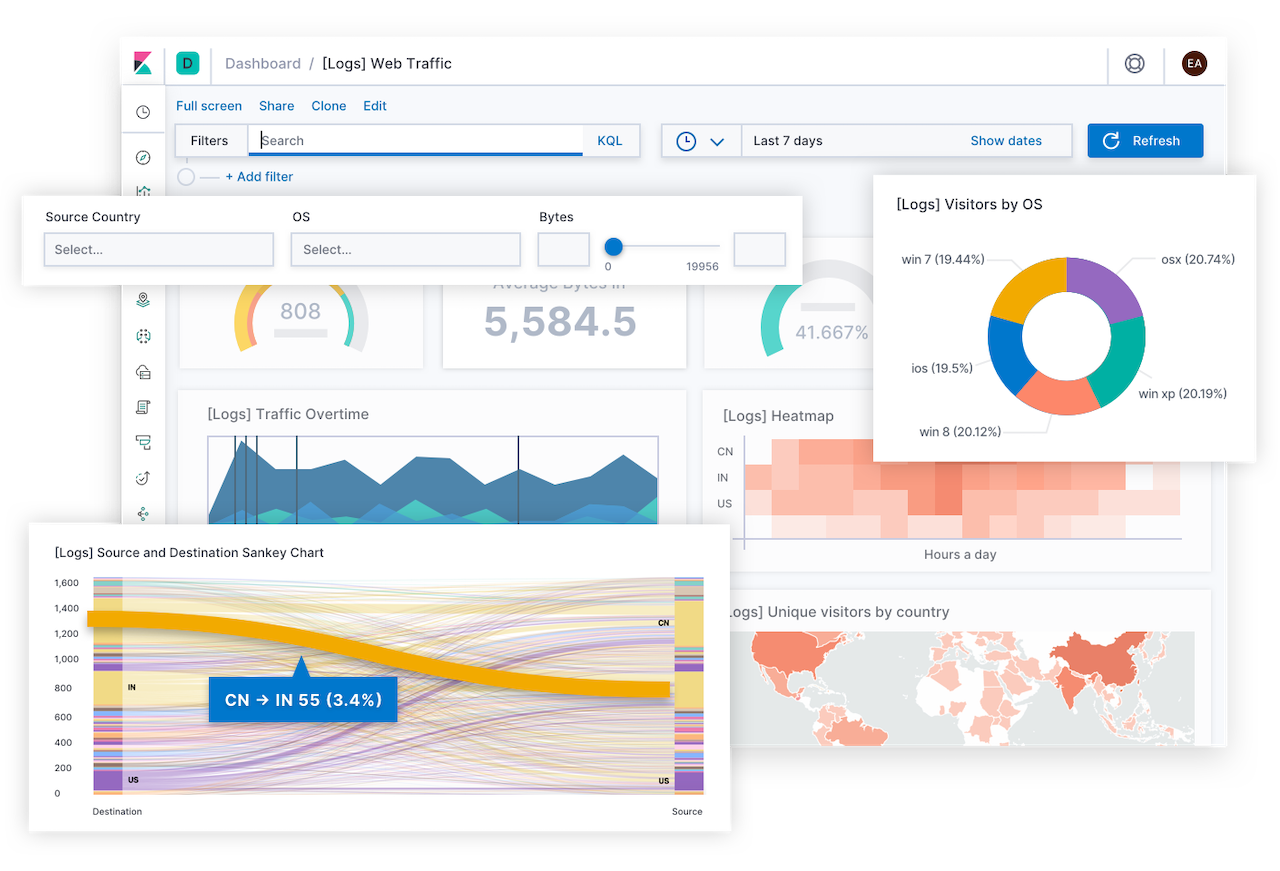 D
Dashboard / [Logs] Web Traffic
EA
Full screen Share Clone Edit
Filters Search KQL
Last 7 days Show dates
Refresh
+ Add filter
Source Country
Select...
OS
Select...
Bytes
0 19956
808
Average Bytes In
5,584.5
41.667%
[Logs] Visitors by OS
win 7 (19.44%)
osx (20.74%)
ios (19.5%)
win xp (20.19%)
win 8 (20.12%)
[Logs] Traffic Overtime
[Logs] Heatmap
CN
IN
US
Hours a day
[Logs] Source and Destination Sankey Chart
1,600
1,400
1,200
1,000
800
600
400
200
0
CN
IN
CN → IN 55 (3.4%)
US
US
Destination
Source
Logs] Unique visitors by country